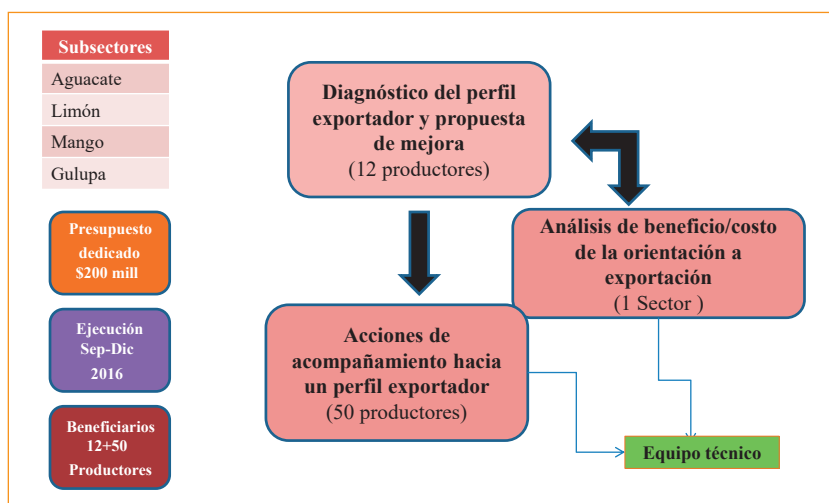 Subsectores
Aguacate
Limón
Mango
Gulupa
Presupuesto
dedicado
$200 mill
Ejecución
Sep-Dic
2016
Beneficiarios
12+50
Productores
Diagnóstico del perfil
exportador y propuesta
de mejora
(12 productores)
Análisis de beneficio/costo
de la orientación a
exportación
(1 Sector )
Acciones de
acompañamiento hacia
un perfil exportador
(50 productores)
Equipo técnico